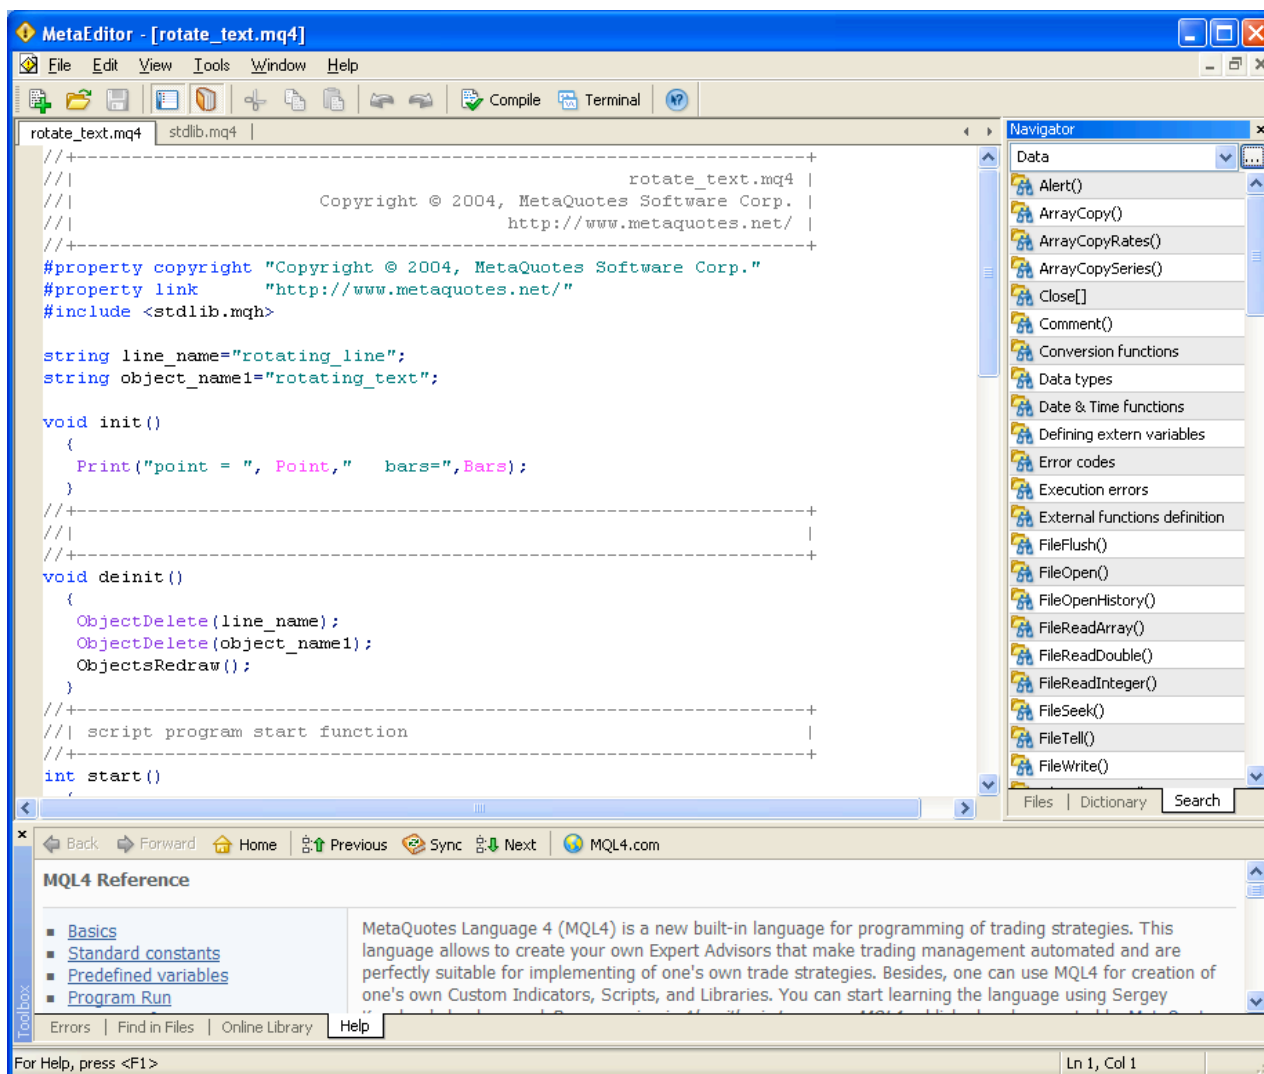 MetaEditor - [rotate_text.mq4]
File Edit View Tools Window Help
Compile Terminal
rotate_text.mq4 stdlib.mq4
//+------------------------------------------------------------------+
//| rotate_text.mq4 |
//| Copyright © 2004, MetaQuotes Software Corp. |
//| http://www.metaquotes.net/ |
//+------------------------------------------------------------------+
#property copyright "Copyright © 2004, MetaQuotes Software Corp."
#property link "http://www.metaquotes.net/"
#include <stdlib.mqh>
string line_name="rotating_line";
string object_name1="rotating_text";
void init()
{
Print("point = ", Point," bars=",Bars);
}
//+------------------------------------------------------------------+
//| |
//+------------------------------------------------------------------+
void deinit()
{
ObjectDelete(line_name);
ObjectDelete(object_name1);
ObjectsRedraw();
}
//+------------------------------------------------------------------+
//| script program start function |
//+------------------------------------------------------------------+
int start()
Navigator
Data
...
Alert()
ArrayCopy()
ArrayCopyRates()
ArrayCopySeries()
Close[]
Comment()
Conversion functions
Data types
Date & Time functions
Defining extern variables
Error codes
Execution errors
External functions definition
FileFlush()
FileOpen()
FileOpenHistory()
FileReadArray()
FileReadDouble()
FileReadInteger()
FileSeek()
FileTell()
FileWrite()
Files Dictionary Search
Back Forward Home Previous Sync Next MQL4.com
MQL4 Reference
Basics
Standard constants
Predefined variables
Program Run
MetaQuotes Language 4 (MQL4) is a new built-in language for programming of trading strategies. This
language allows to create your own Expert Advisors that make trading management automated and are
perfectly suitable for implementing of one's own trade strategies. Besides, one can use MQL4 for creation of
one's own Custom Indicators, Scripts, and Libraries. You can start learning the language using Sergey
Toolbox
Errors Find in Files Online Library Help
For Help, press <F1>
Ln 1, Col 1